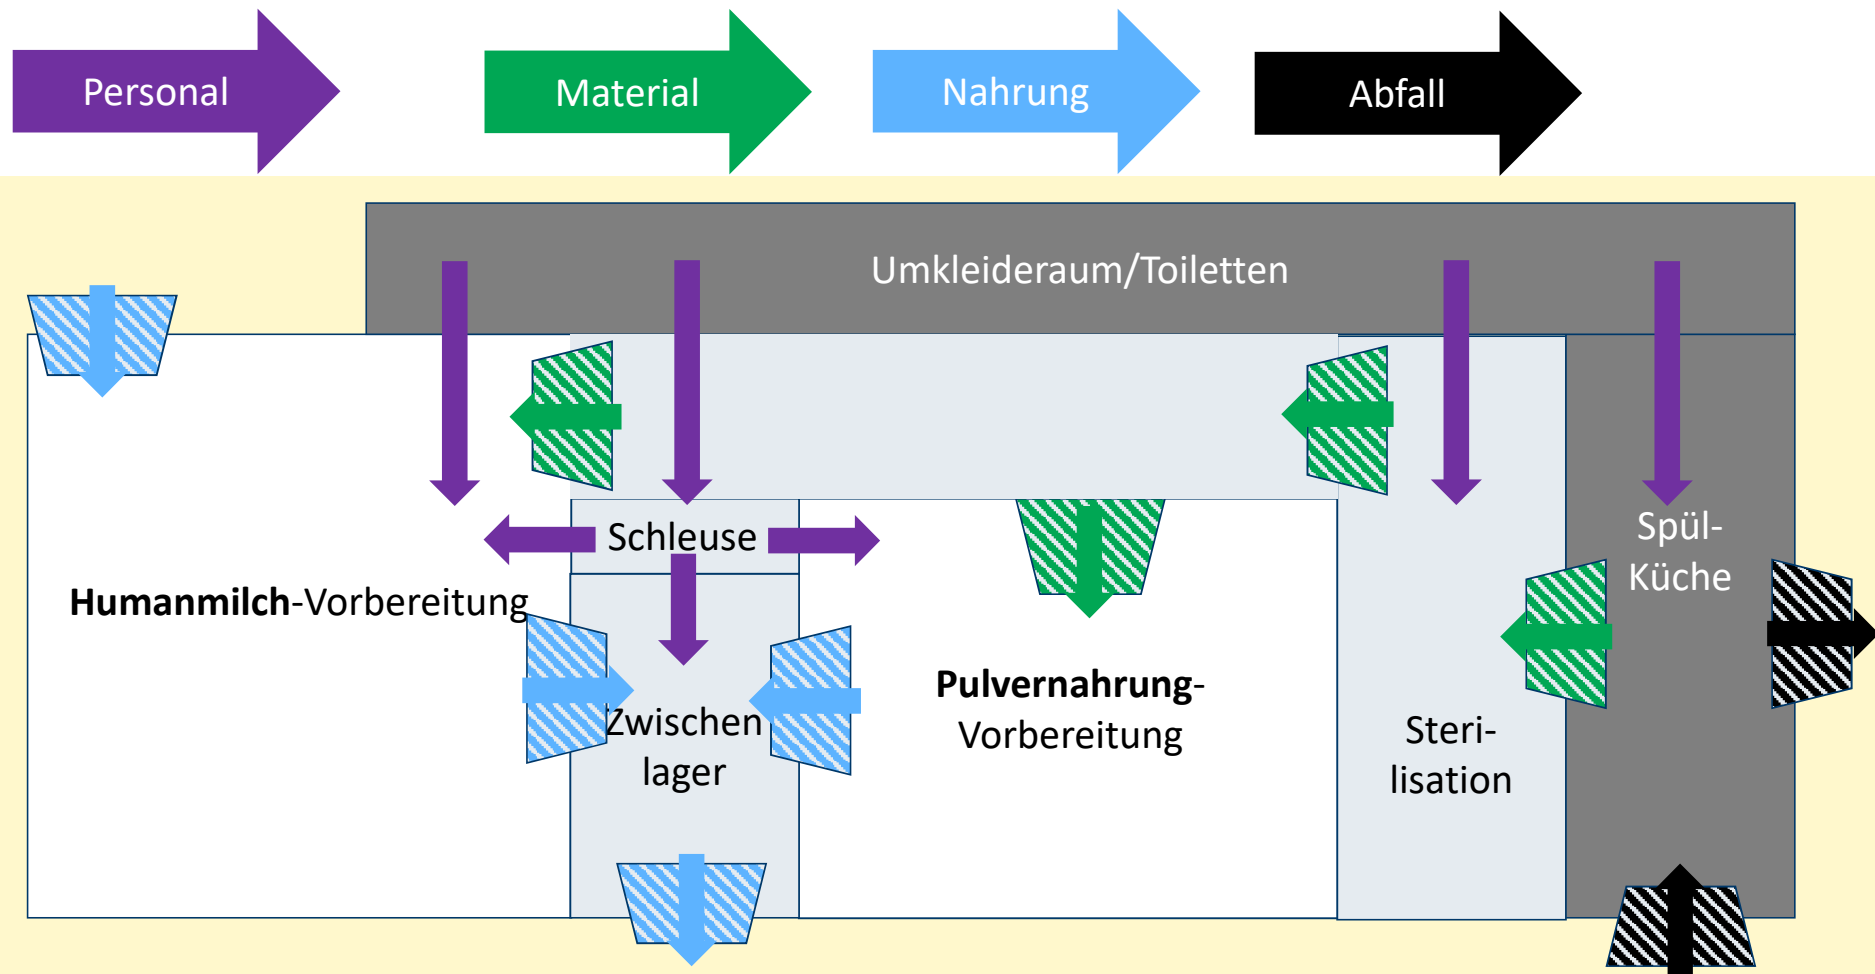 Personal
Material
Nahrung
Abfall
Umkleideraum/Toiletten
Schleuse
Spül-
Küche
Humanmilch-Vorbereitung
Pulvernahrung-
Vorbereitung
Zwischen
lager
Steri-
lisation